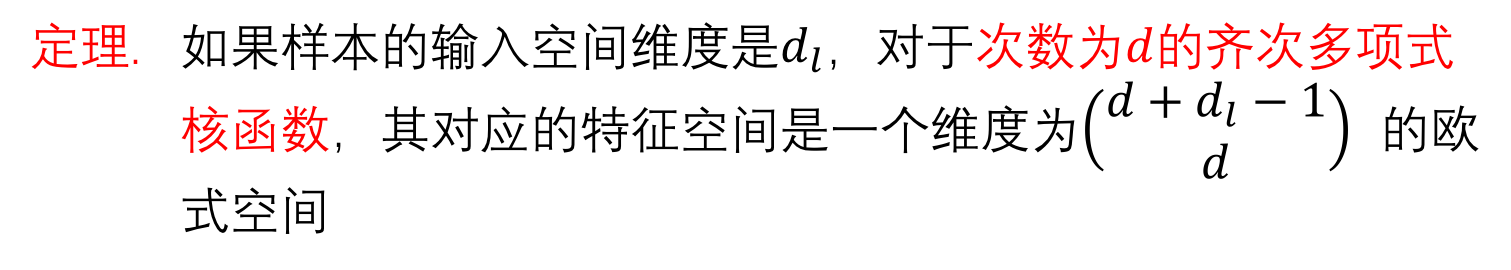 定理. 如果样本的输入空间维度是$d_l$，对于次数为$d$的齐次多项式
核函数，其对应的特征空间是一个维度为$\binom{d + d_l - 1}{d}$ 的欧
式空间